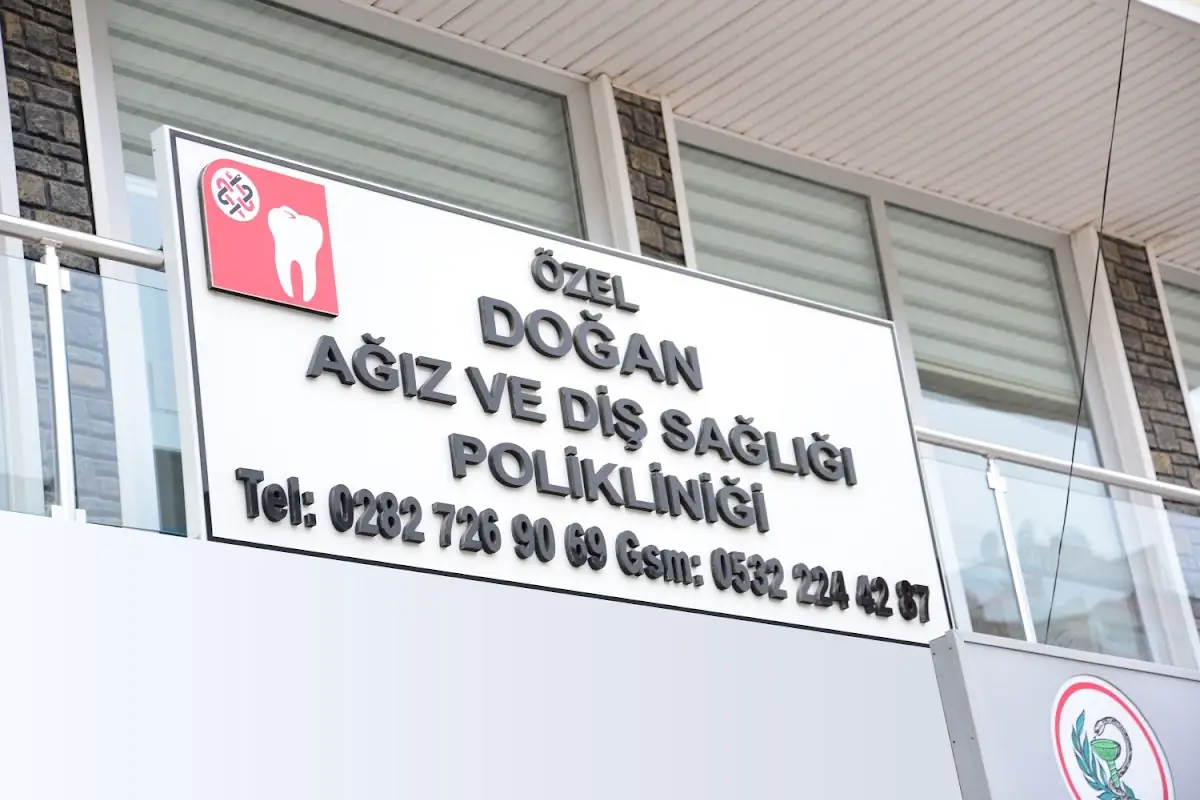 ÖZEL
DOĞAN
AĞIZ VE DİŞ SAĞLIĞI
POLİKLİNİĞİ
Tel: 0282 726 90 69 Gsm: 0532 224 42 87